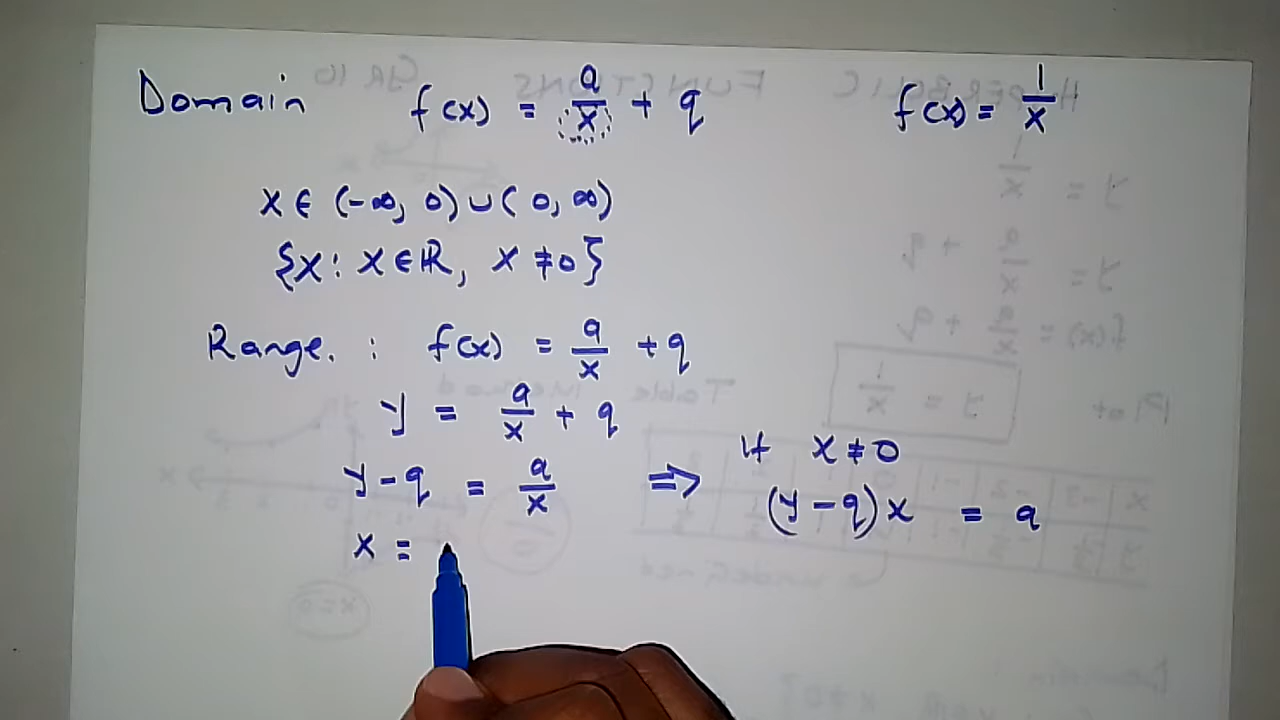 Domain f(x) = a/x + q f(x) = 1/x
x ∈ (-∞, 0) ∪ (0, ∞)
{x : x ∈ ℝ, x ≠ 0}
Range. : f(x) = a/x + q
y = a/x + q
y - q = a/x ⇒ If x ≠ 0
(y - q)x = a
x =